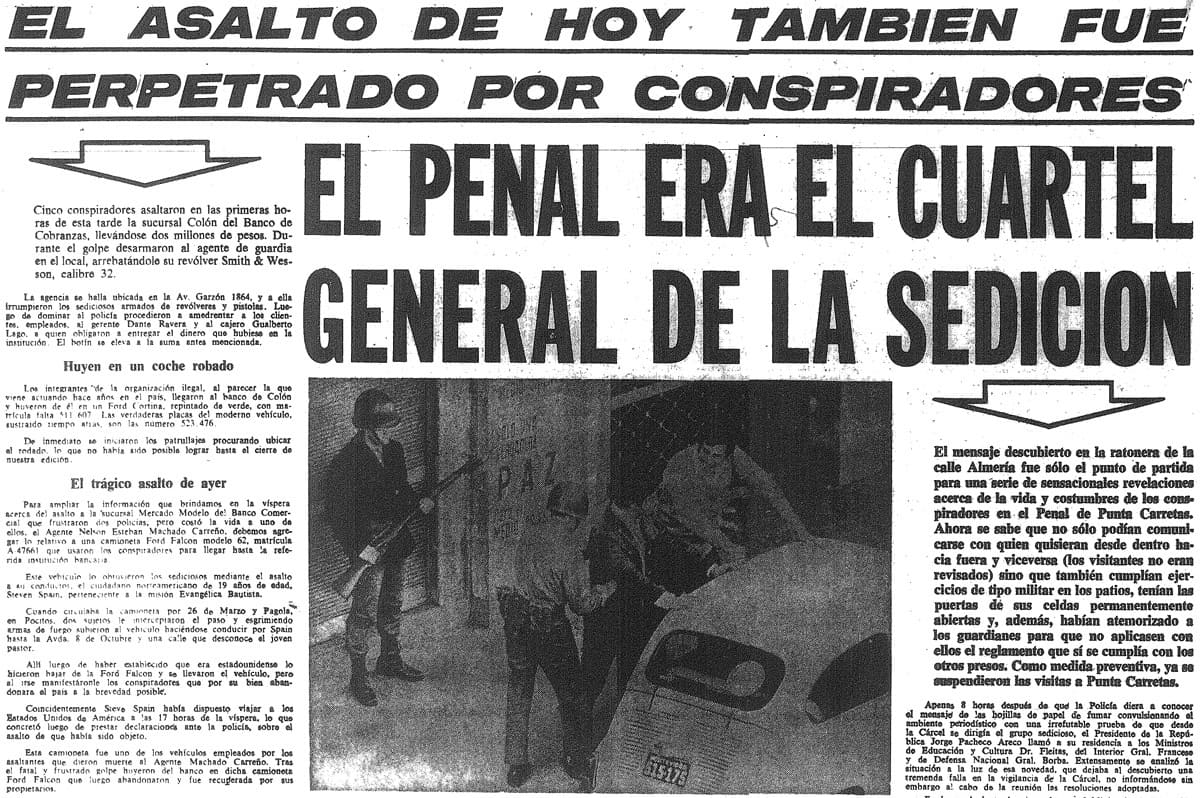 EL ASALTO DE HOY TAMBIEN FUE
PERPETRADO POR CONSPIRADORES
EL PENAL ERA EL CUARTEL
GENERAL DE LA SEDICION
Cinco conspiradores asaltaron en las primeras ho-
ras de esta tarde la sucursal Colón del Banco de
Cobranzas, llevándose dos millones de pesos. Du-
rante el golpe desarmaron al agente de guardia
en el local, arrebatándole su revólver Smith & Wes-
son, calibre 32.
La agencia se halla ubicada en la Av. Garzón 1864, y a ella
irrumpieron los sediciosos armados de revólveres y pistolas. Lue-
go de dominar al policía procedieron a amedrentar a los clien-
tes, empleados, al gerente Dante Ravera y al cajero Gualberto
Lago, a quien obligaron a entregar el dinero que hubiese en la
institución. El botín se eleva a la suma antes mencionada.
Huyen en un coche robado
Los integrantes de la organización ilegal, al parecer la que
viene actuando hace años en el país, llegaron al banco de Colón
y huyeron de él en un Ford Cortina, repintado de verde, con ma-
trícula falsa 511.607. Las verdaderas placas del moderno vehículo,
sustraído tiempo atrás, son las número 523.476.
De inmediato se iniciaron los patrullajes procurando ubicar
al rodado, lo que no había sido posible lograr hasta el cierre de
nuestra edición.
El trágico asalto de ayer
Para ampliar la información que brindamos en la víspera
acerca del asalto a la sucursal Mercado Modelo del Banco Comer-
cial que frustraron dos policías, pero costó la vida a uno de
ellos, el Agente Nelson Esteban Machado Carreño, debemos agre-
gar lo relativo a una camioneta Ford Falcon modelo 62, matrícula
A-47661 que usaron los conspiradores para llegar hasta la refe-
rida institución bancaria.
Este vehículo lo obtuvieron los sediciosos mediante el asalto
a su conductor, el ciudadano norteamericano de 19 años de edad,
Steven Spain, perteneciente a la misión Evangélica Bautista.
Cuando circulaba la camioneta por 26 de Marzo y Pagola,
en Pocitos, dos sujetos le interceptaron el paso y esgrimiendo
armas de fuego subieron al vehículo haciéndose conducir por Spain
hasta la Avda. 8 de Octubre y una calle que desconoce el joven
pastor.
Allí luego de haber establecido que era estadounidense lo
hicieron bajar de la Ford Falcon y se llevaron el vehículo, pero
al irse manifestáronle los conspiradores que por su bien aban-
donara el país a la brevedad posible.
Coincidentemente Steve Spain había dispuesto viajar a los
Estados Unidos de América a las 17 horas de la víspera, lo que
concretó luego de prestar declaraciones ante la policía, sobre el
asalto de que había sido objeto.
Esta camioneta fue uno de los vehículos empleados por los
asaltantes que dieron muerte al Agente Machado Carreño. Tras
el fatal y frustrado golpe huyeron del banco en dicha camioneta
Ford Falcon que luego abandonaron y fue recuperada por sus
propietarios.
PAZ
El mensaje descubierto en la ratonera de la
calle Almería fue sólo el punto de partida
para una serie de sensacionales revelaciones
acerca de la vida y costumbres de los cons-
piradores en el Penal de Punta Carretas.
Ahora se sabe que no sólo podían comuni-
carse con quien quisieran desde dentro ha-
cia fuera y viceversa (los visitantes no eran
revisados) sino que también cumplían ejer-
cicios de tipo militar en los patios, tenían las
puertas de sus celdas permanentemente
abiertas y, además, habían atemorizado a
los guardianes para que no aplicasen con
ellos el reglamento que sí se cumplía con los
otros presos. Como medida preventiva, ya se
suspendieron las visitas a Punta Carretas.
Apenas 8 horas después de que la Policía diera a conocer
el mensaje de las hojillas de papel de fumar convulsionando el
ambiente periodístico con una irrefutable prueba de que desde
la Cárcel se dirigía el grupo sedicioso, el Presidente de la Repú-
blica Jorge Pacheco Areco llamó a su residencia a los Ministros
de Educación y Cultura Dr. Fleitas, del Interior Gral. Francese
y de Defensa Nacional Gral. Borba. Extensamente se analizó la
situación a la luz de esa novedad, que dejaba al descubierto una
tremenda falla en la vigilancia de la Cárcel, no informándose sin
embargo al cabo de la reunión las resoluciones adoptadas.